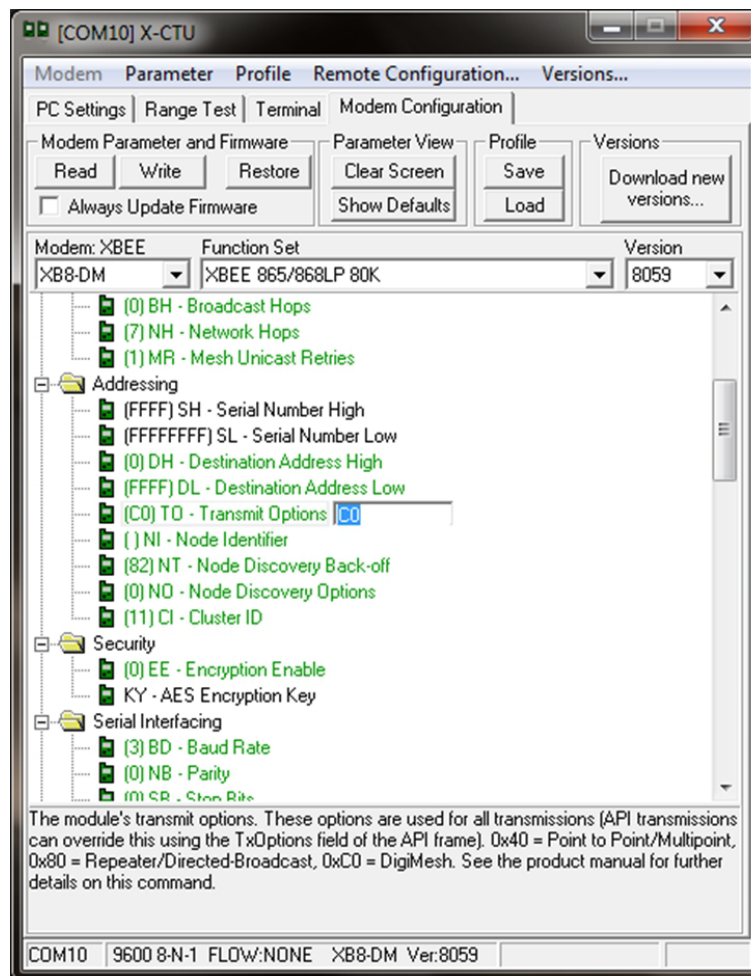 [COM10] X-CTU
Modem Parameter Profile Remote Configuration... Versions...
PC Settings Range Test Terminal Modem Configuration
Modem Parameter and Firmware Parameter View Profile Versions
Read Write Restore Clear Screen Save Download new versions...
Always Update Firmware Show Defaults Load
Modem: XBEE Function Set Version
XB8-DM XBEE 865/868LP 80K 8059
(0) BH - Broadcast Hops
(7) NH - Network Hops
(1) MR - Mesh Unicast Retries
Addressing
(FFFF) SH - Serial Number High
(FFFFFFFF) SL - Serial Number Low
(0) DH - Destination Address High
(FFFF) DL - Destination Address Low
(C0) TO - Transmit Options C0
( ) NI - Node Identifier
(82) NT - Node Discovery Back-off
(0) NO - Node Discovery Options
(11) CI - Cluster ID
Security
(0) EE - Encryption Enable
KY - AES Encryption Key
Serial Interfacing
(3) BD - Baud Rate
(0) NB - Parity
(0) SB - Stop Bits
The module's transmit options. These options are used for all transmissions (API transmissions
can override this using the TxOptions field of the API frame). 0x40 = Point to Point/Multipoint,
0x80 = Repeater/Directed-Broadcast, 0xC0 = DigiMesh. See the product manual for further
details on this command.
COM10 9600 8-N-1 FLOW:NONE XB8-DM Ver:8059